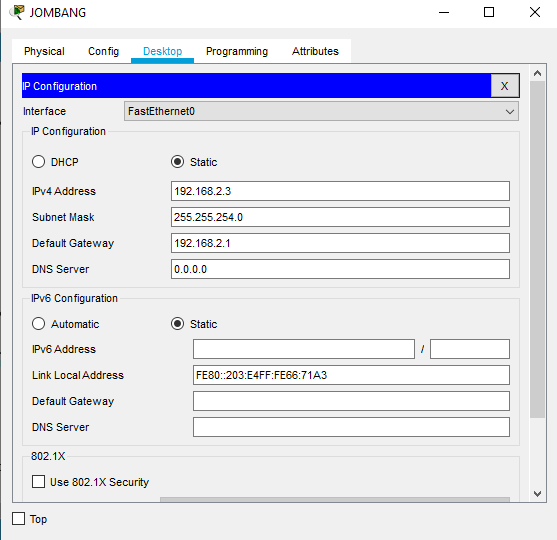 JOMBANG
Physical Config Desktop Programming Attributes
IP Configuration X
Interface FastEthernet0
IP Configuration
DHCP Static
IPv4 Address 192.168.2.3
Subnet Mask 255.255.254.0
Default Gateway 192.168.2.1
DNS Server 0.0.0.0
IPv6 Configuration
Automatic Static
IPv6 Address /
Link Local Address FE80::203:E4FF:FE66:71A3
Default Gateway
DNS Server
802.1X
Use 802.1X Security
Top